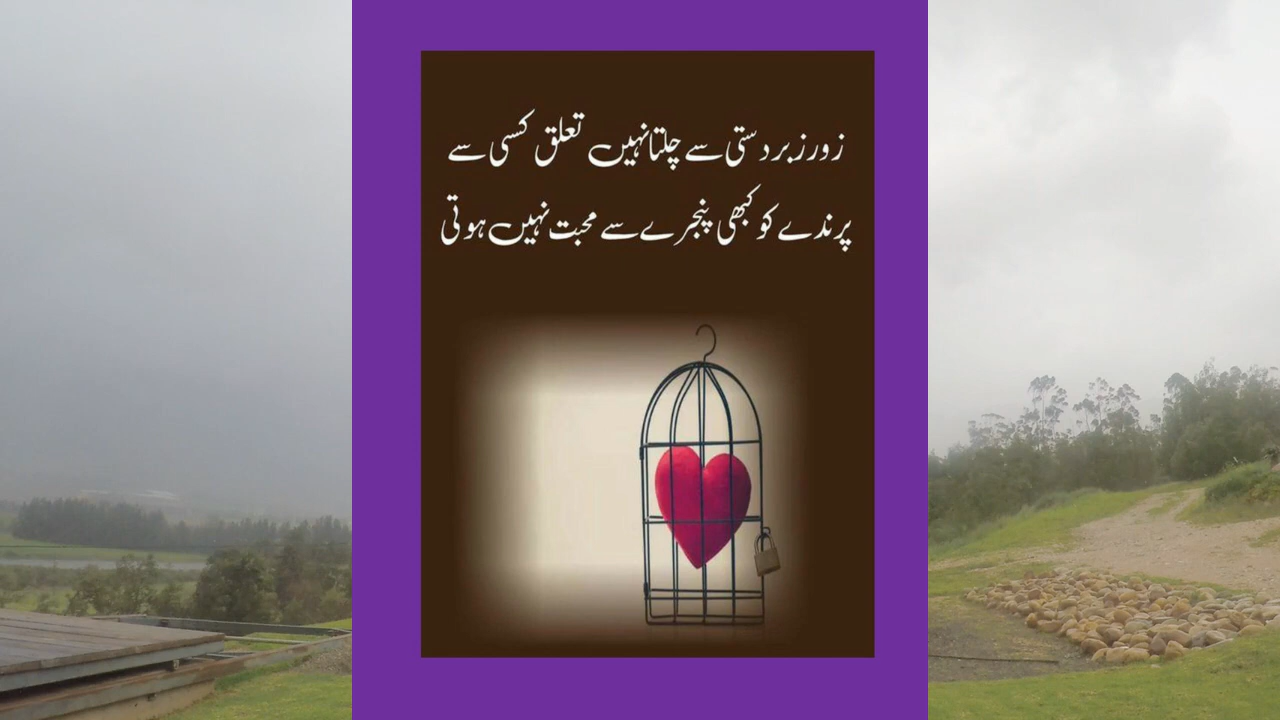 زور زبردستی سے چلتا نہیں تعلق کسی سے
پرندے کو کبھی پنجرے سے محبت نہیں ہوتی